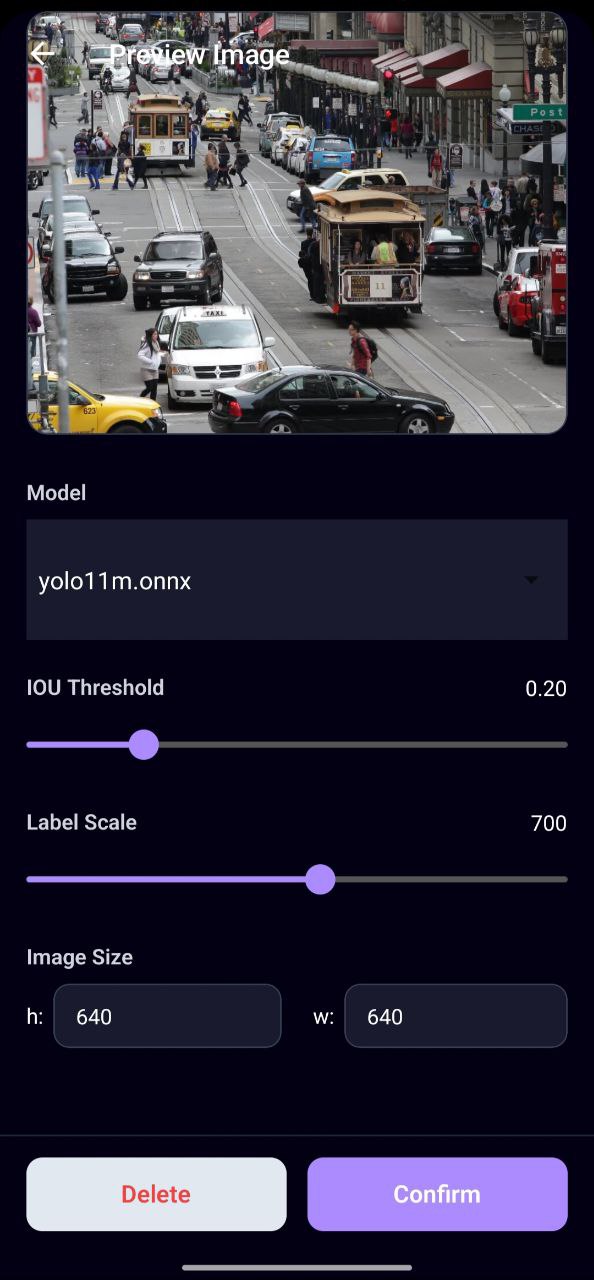 Preview Image
Post
CHASE
TAXI
11
623
Model
yolo11m.onnx
IOU Threshold
0.20
Label Scale
700
Image Size
h: 640
w: 640
Delete
Confirm